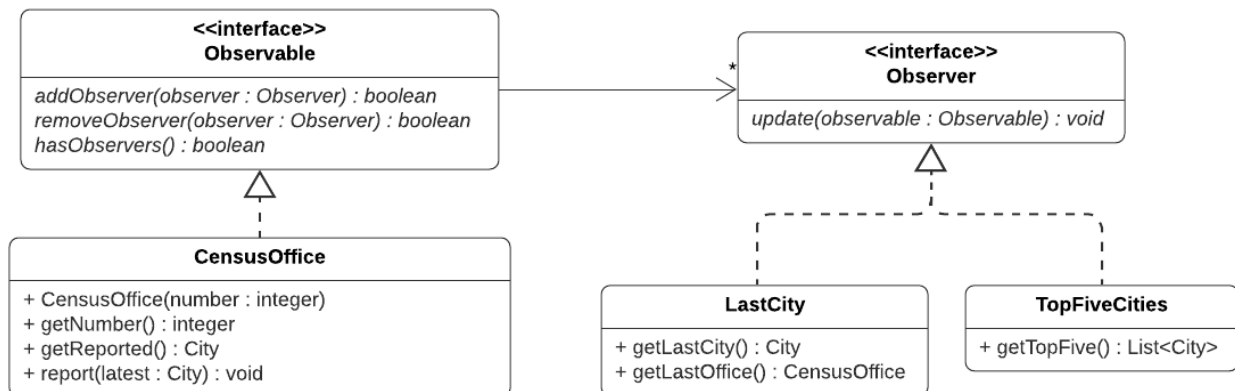 <<interface>>
Observable
addObserver(observer : Observer) : boolean
removeObserver(observer : Observer) : boolean
hasObservers() : boolean
*
<<interface>>
Observer
update(observable : Observable) : void
CensusOffice
+ CensusOffice(number : integer)
+ getNumber() : integer
+ getReported() : City
+ report(latest : City) : void
LastCity
+ getLastCity() : City
+ getLastOffice() : CensusOffice
TopFiveCities
+ getTopFive() : List<City>